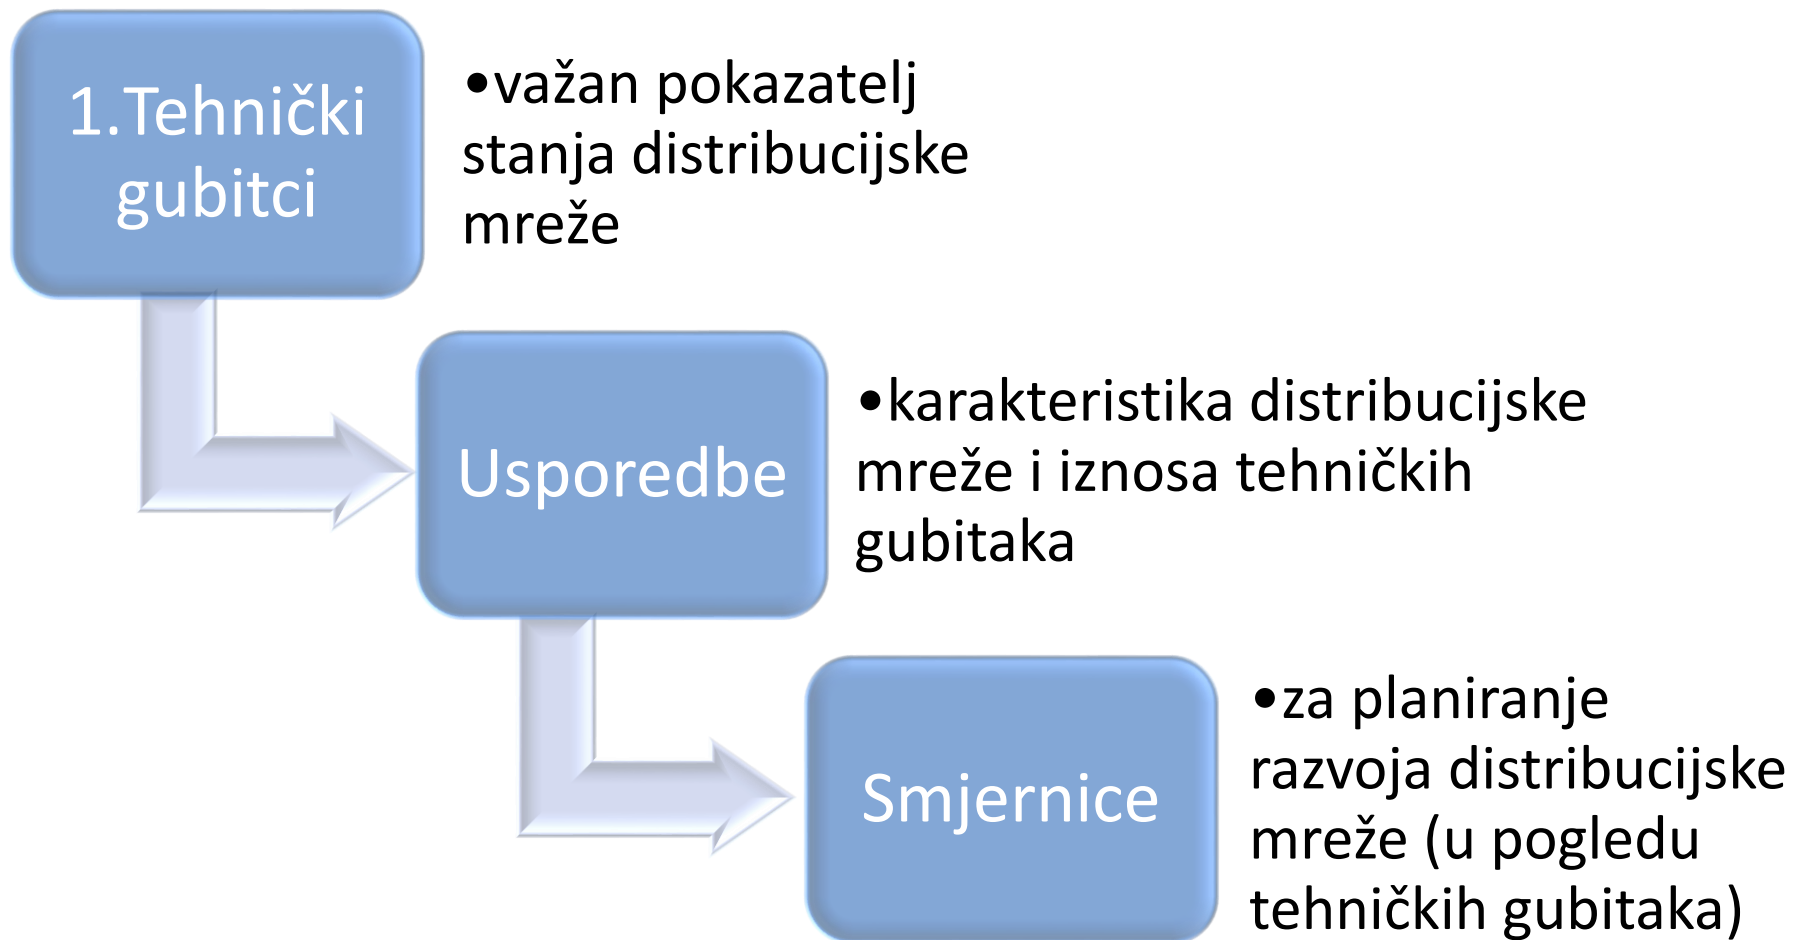 1.Tehnički
gubitci
•važan pokazatelj
stanja distribucijske
mreže
Usporedbe
•karakteristika distribucijske
mreže i iznosa tehničkih
gubitaka
Smjernice
•za planiranje
razvoja distribucijske
mreže (u pogledu
tehničkih gubitaka)